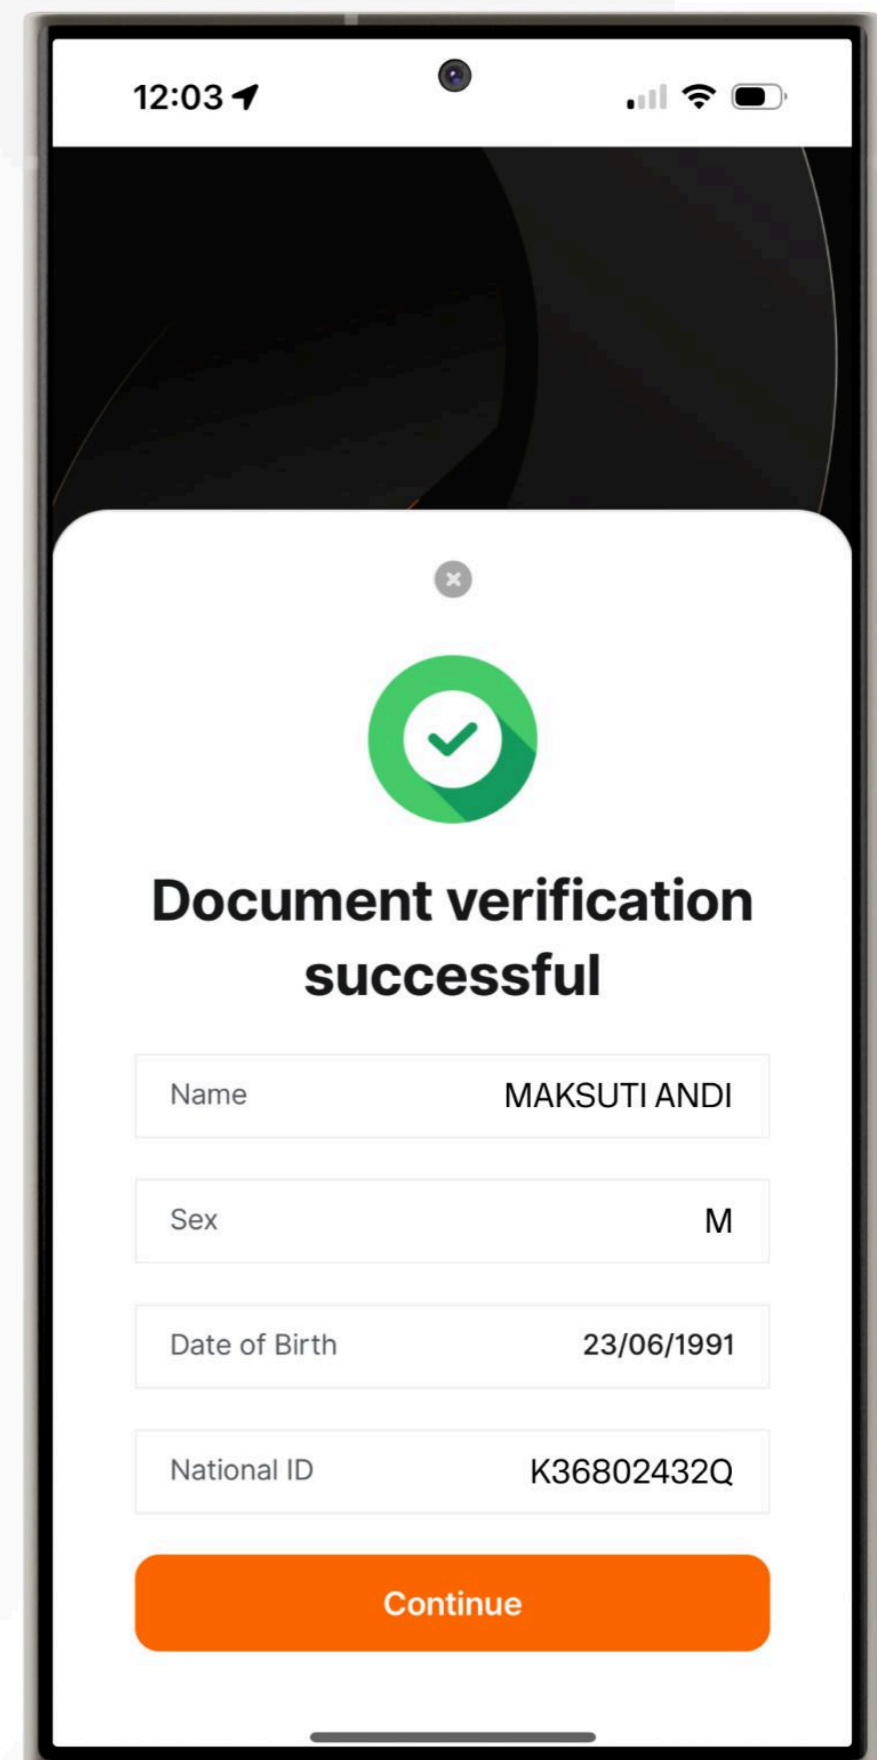 12:03
Document verification
successful
Name MAKSUTI ANDI
Sex M
Date of Birth 23/06/1991
National ID K36802432Q
Continue